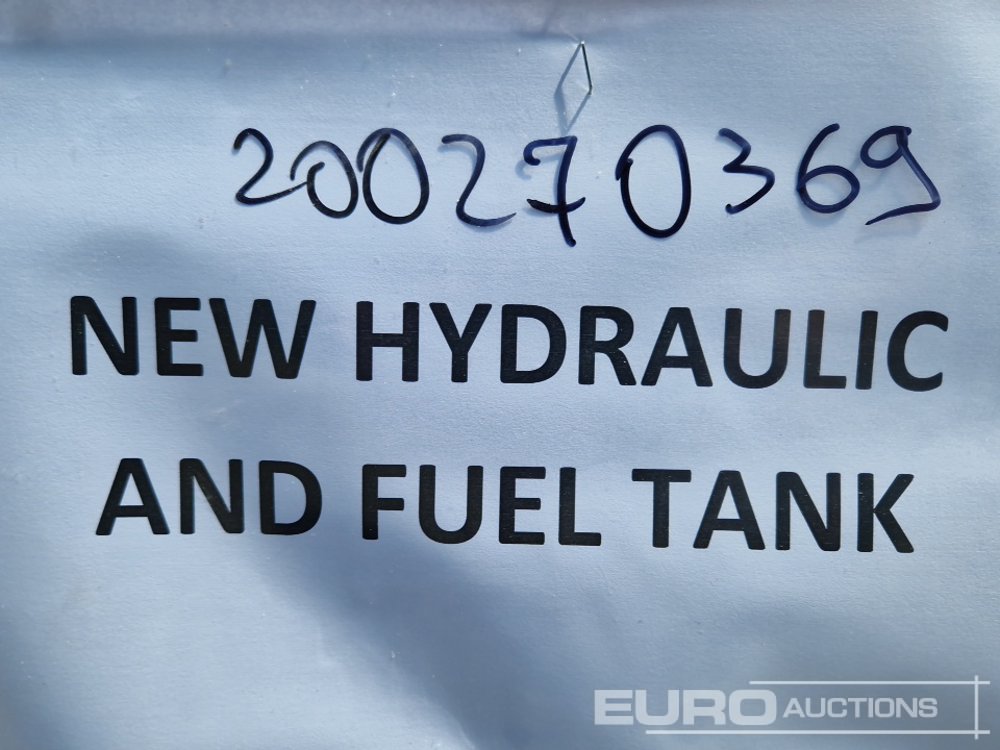 200270369
NEW HYDRAULIC
AND FUEL TANK
EURO AUCTIONS